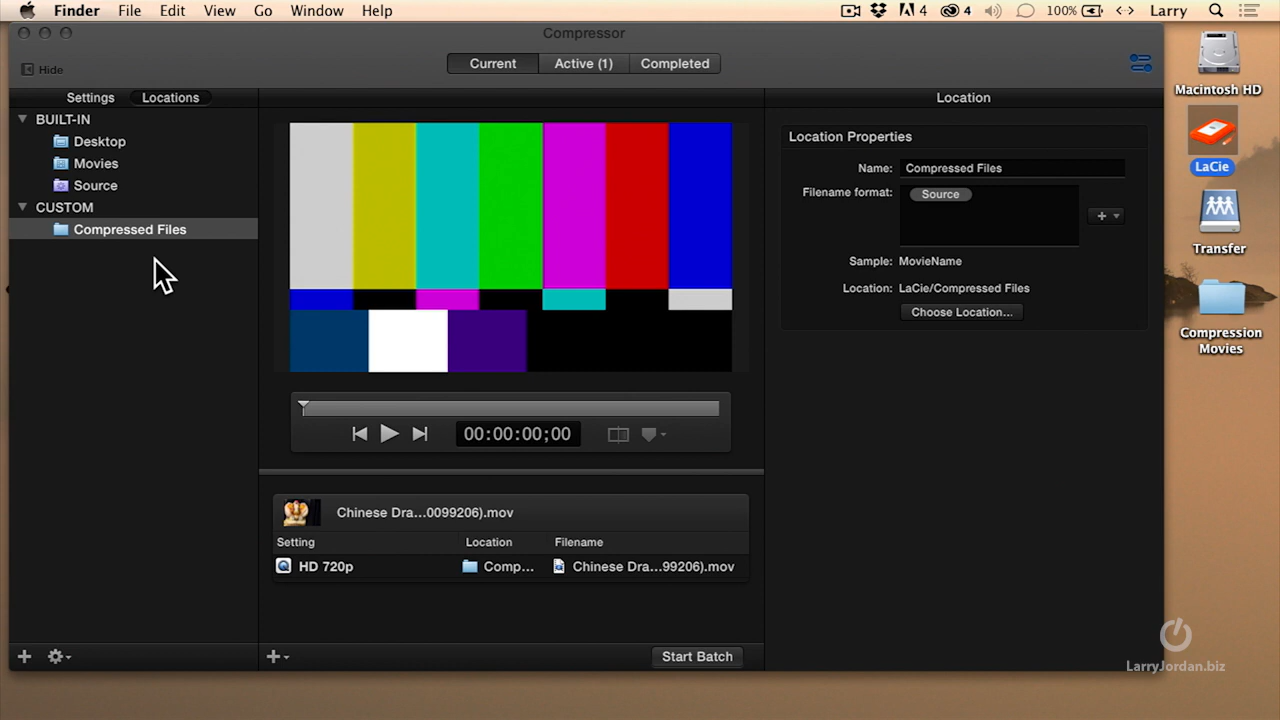 Finder File Edit View Go Window Help 4 4 100% Larry
Compressor
Hide
Current Active (1) Completed
Settings Locations
Location
BUILT-IN
Desktop
Movies
Source
CUSTOM
Compressed Files
Location Properties
Name: Compressed Files
Filename format: Source
Sample: MovieName
Location: LaCie/Compressed Files
Choose Location...
00:00:00;00
Chinese Dra...0099206).mov
Setting Location Filename
HD 720p Comp... Chinese Dra...99206).mov
Start Batch
Macintosh HD
LaCie
Transfer
Compression
Movies
LarryJordan.biz